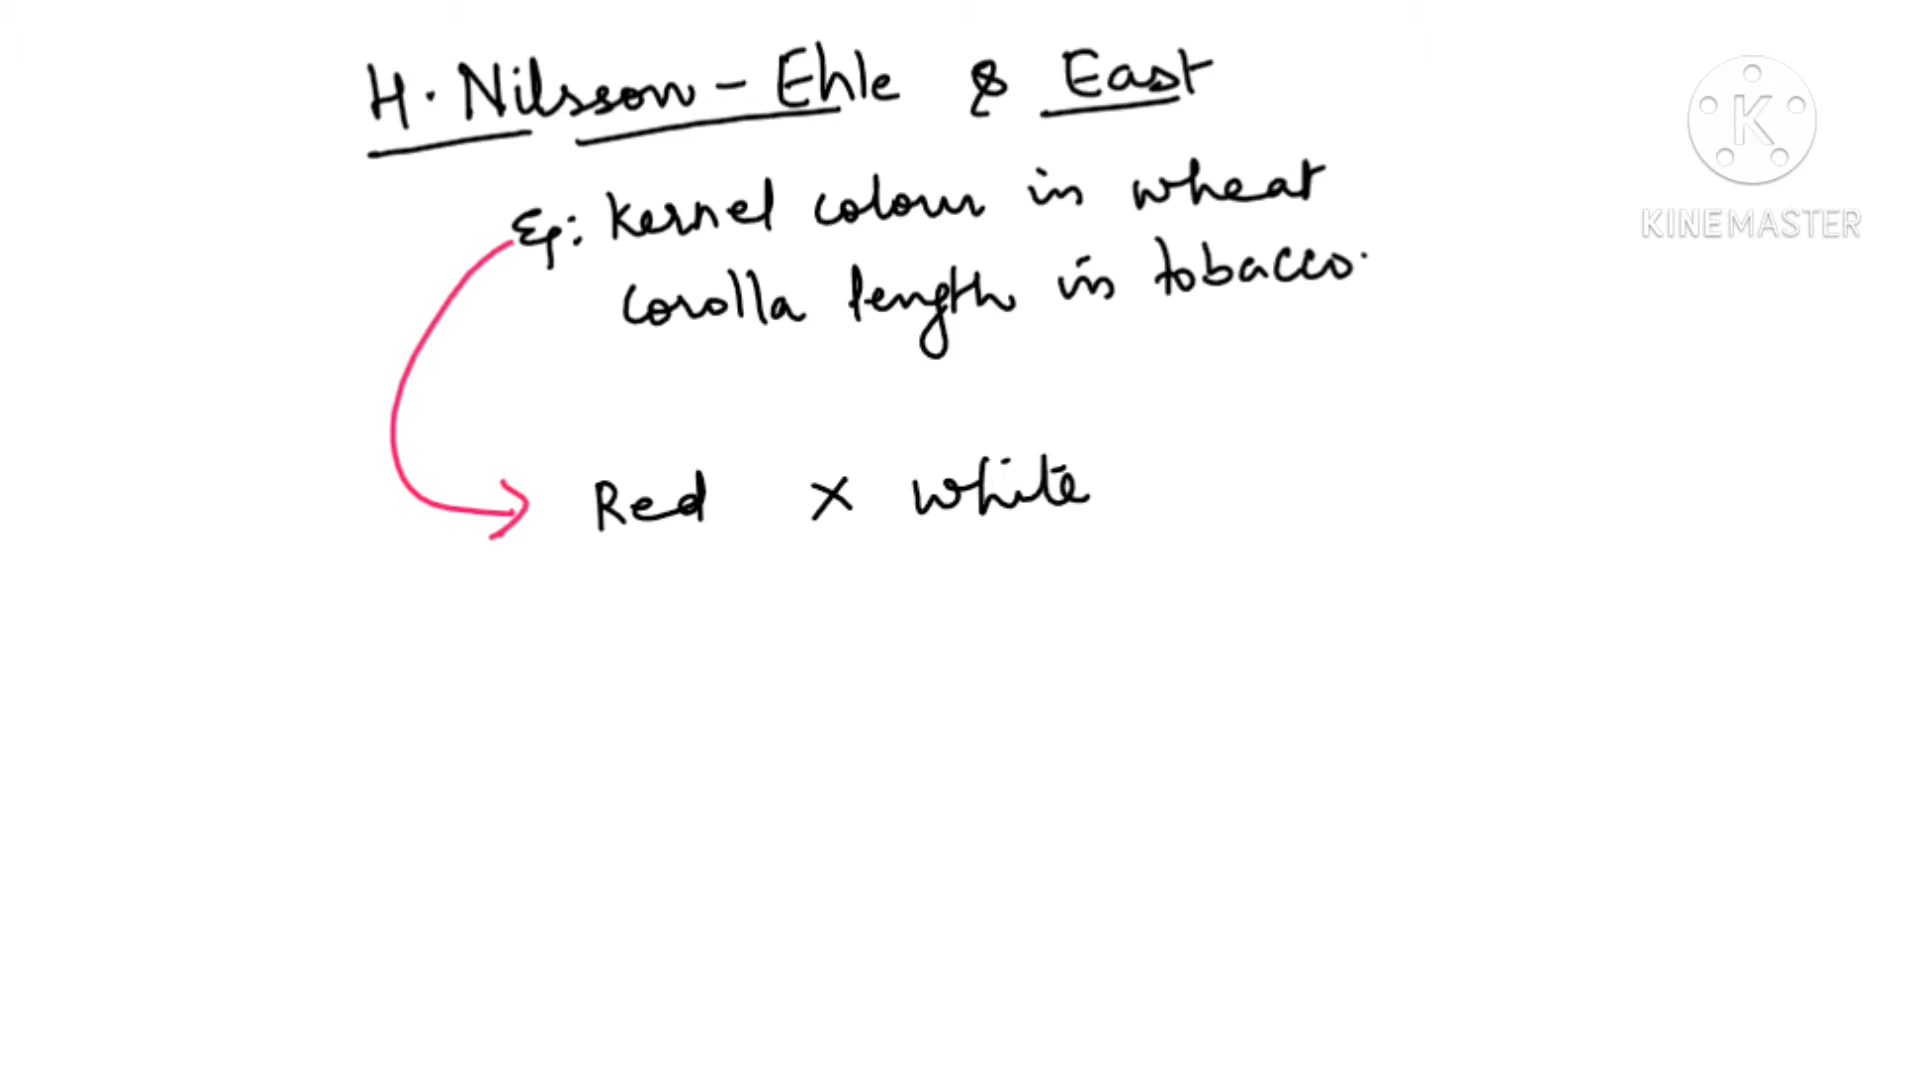 H. Nilsson - Ehle & East
Eg: Kernel colour in wheat
corolla length in tobacco.
Red X white
K
KINEMASTER